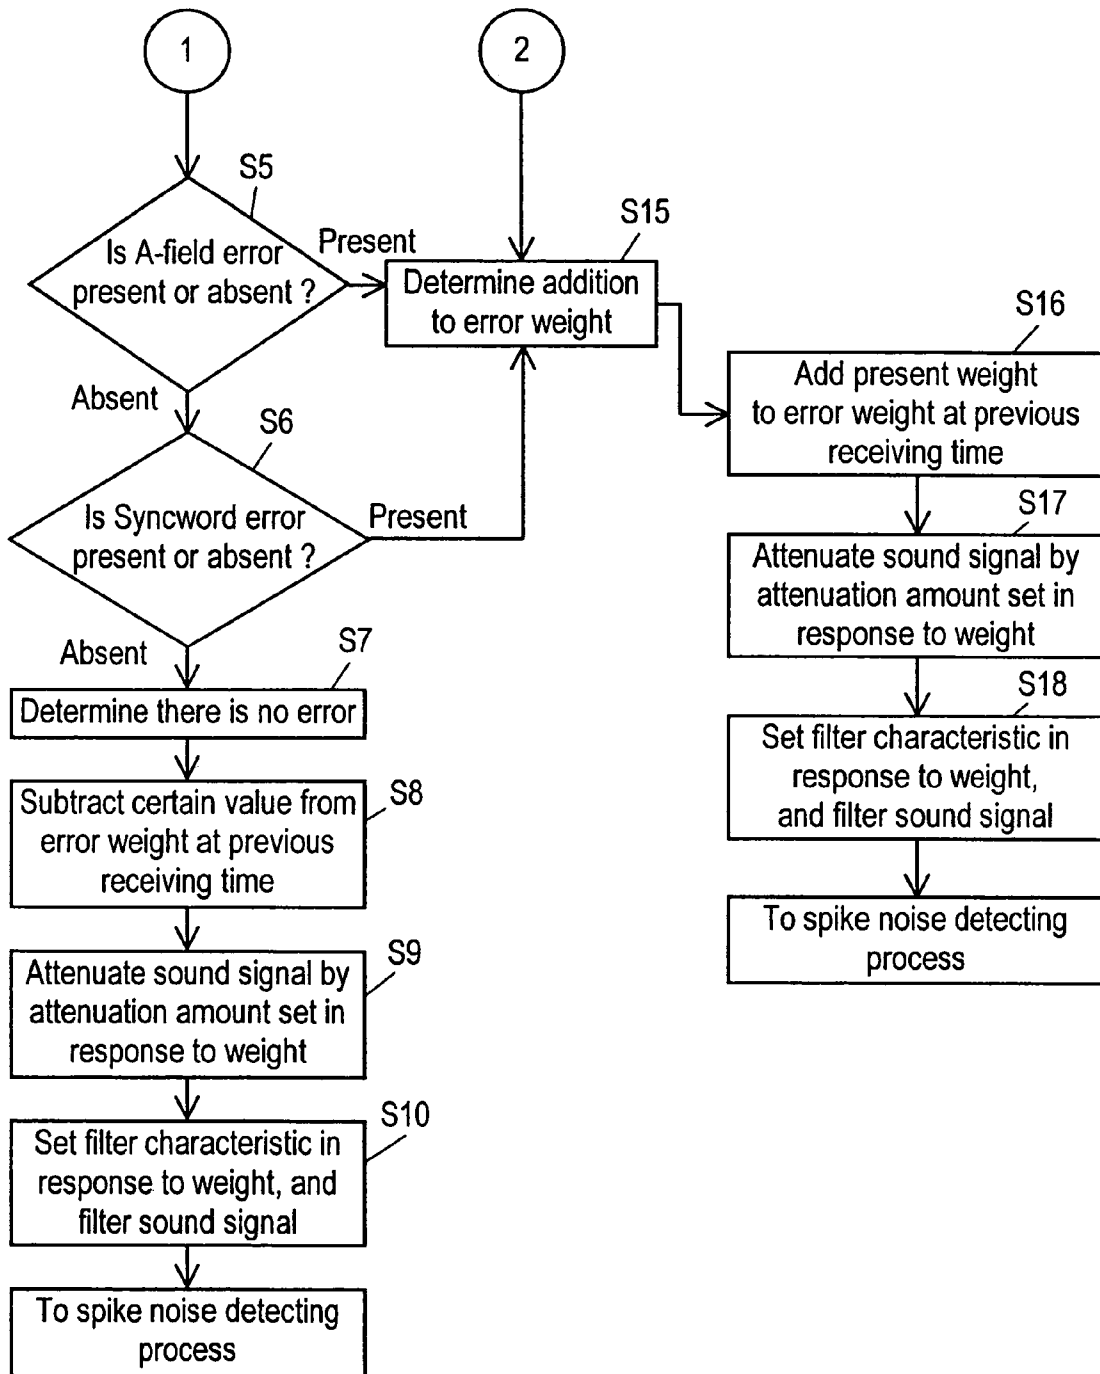 1
2
S5
Is A-field error
present or absent ?
Present
S15
Determine addition
to error weight
S16
Add present weight
to error weight at previous
receiving time
Absent
S6
Is Syncword error
present or absent ?
Present
S17
Attenuate sound signal by
attenuation amount set in
response to weight
Absent
S7
Determine there is no error
S18
Set filter characteristic in
response to weight,
and filter sound signal
S8
Subtract certain value from
error weight at previous
receiving time
To spike noise detecting
process
S9
Attenuate sound signal by
attenuation amount set in
response to weight
S10
Set filter characteristic in
response to weight, and
filter sound signal
To spike noise detecting
process